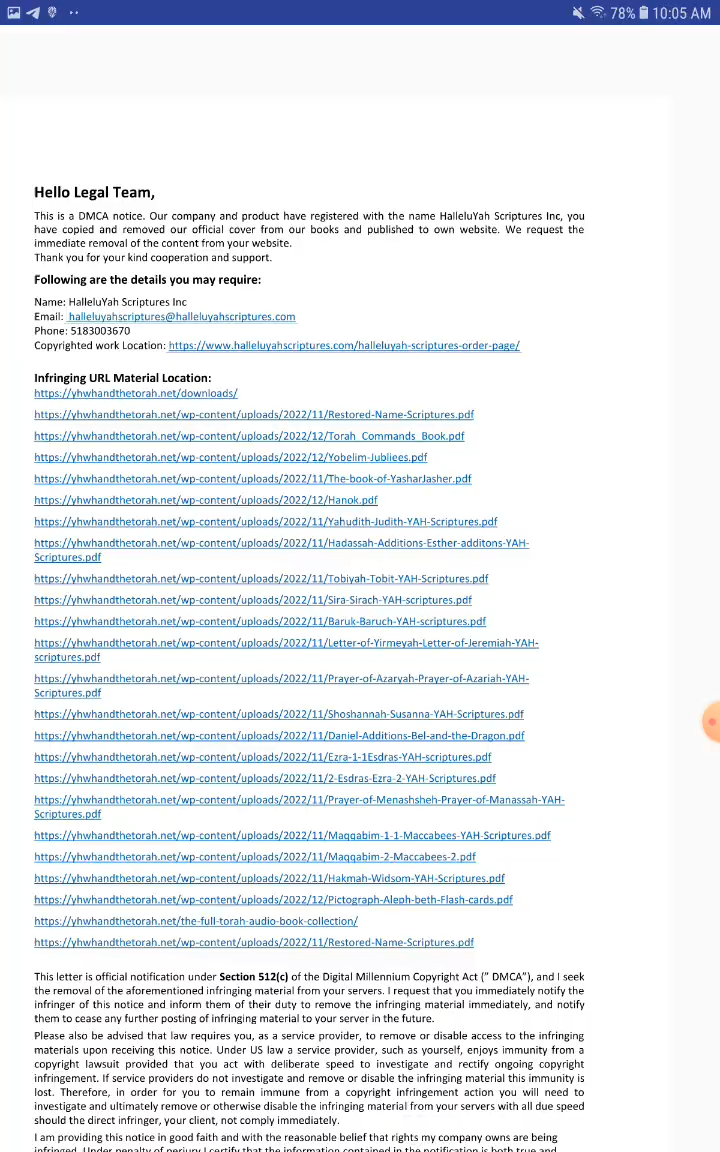 78% 10:05 AM
Hello Legal Team,
This is a DMCA notice. Our company and product have registered with the name HalleluYah Scriptures Inc, you
have copied and removed our official cover from our books and published to own website. We request the
immediate removal of the content from your website.
Thank you for your kind cooperation and support.
Following are the details you may require:
Name: HalleluYah Scriptures Inc
Email: halleluyahscriptures@halleluyahscriptures.com
Phone: 5183003670
Copyrighted work Location: https://www.halleluyahscriptures.com/halleluyah-scriptures-order-page/
Infringing URL Material Location:
https://yhwhandthetorah.net/downloads/
https://yhwhandthetorah.net/wp-content/uploads/2022/11/Restored-Name-Scriptures.pdf
https://yhwhandthetorah.net/wp-content/uploads/2022/12/Torah_Commands_Book.pdf
https://yhwhandthetorah.net/wp-content/uploads/2022/12/Yobelim-Jubliees.pdf
https://yhwhandthetorah.net/wp-content/uploads/2022/11/The-book-of-YasharJasher.pdf
https://yhwhandthetorah.net/wp-content/uploads/2022/12/Hanok.pdf
https://yhwhandthetorah.net/wp-content/uploads/2022/11/Yahudith-Judith-YAH-Scriptures.pdf
https://yhwhandthetorah.net/wp-content/uploads/2022/11/Hadassah-Additions-Esther-additons-YAH-
Scriptures.pdf
https://yhwhandthetorah.net/wp-content/uploads/2022/11/Tobiyah-Tobit-YAH-Scriptures.pdf
https://yhwhandthetorah.net/wp-content/uploads/2022/11/Sira-Sirach-YAH-scriptures.pdf
https://yhwhandthetorah.net/wp-content/uploads/2022/11/Baruk-Baruch-YAH-scriptures.pdf
https://yhwhandthetorah.net/wp-content/uploads/2022/11/Letter-of-Yirmeyah-Letter-of-Jeremiah-YAH-
scriptures.pdf
https://yhwhandthetorah.net/wp-content/uploads/2022/11/Prayer-of-Azaryah-Prayer-of-Azariah-YAH-
Scriptures.pdf
https://yhwhandthetorah.net/wp-content/uploads/2022/11/Shoshannah-Susanna-YAH-Scriptures.pdf
https://yhwhandthetorah.net/wp-content/uploads/2022/11/Daniel-Additions-Bel-and-the-Dragon.pdf
https://yhwhandthetorah.net/wp-content/uploads/2022/11/Ezra-1-1Esdras-YAH-scriptures.pdf
https://yhwhandthetorah.net/wp-content/uploads/2022/11/2-Esdras-Ezra-2-YAH-Scriptures.pdf
https://yhwhandthetorah.net/wp-content/uploads/2022/11/Prayer-of-Menashsheh-Prayer-of-Manassah-YAH-
Scriptures.pdf
https://yhwhandthetorah.net/wp-content/uploads/2022/11/Maqqabim-1-1-Maccabees-YAH-Scriptures.pdf
https://yhwhandthetorah.net/wp-content/uploads/2022/11/Maqqabim-2-Maccabees-2.pdf
https://yhwhandthetorah.net/wp-content/uploads/2022/11/Hakmah-Widsom-YAH-Scriptures.pdf
https://yhwhandthetorah.net/wp-content/uploads/2022/12/Pictograph-Aleph-beth-Flash-cards.pdf
https://yhwhandthetorah.net/the-full-torah-audio-book-collection/
https://yhwhandthetorah.net/wp-content/uploads/2022/11/Restored-Name-Scriptures.pdf
This letter is official notification under Section 512(c) of the Digital Millennium Copyright Act (” DMCA”), and I seek
the removal of the aforementioned infringing material from your servers. I request that you immediately notify the
infringer of this notice and inform them of their duty to remove the infringing material immediately, and notify
them to cease any further posting of infringing material to your server in the future.
Please also be advised that law requires you, as a service provider, to remove or disable access to the infringing
materials upon receiving this notice. Under US law a service provider, such as yourself, enjoys immunity from a
copyright lawsuit provided that you act with deliberate speed to investigate and rectify ongoing copyright
infringement. If service providers do not investigate and remove or disable the infringing material this immunity is
lost. Therefore, in order for you to remain immune from a copyright infringement action you will need to
investigate and ultimately remove or otherwise disable the infringing material from your servers with all due speed
should the direct infringer, your client, not comply immediately.
I am providing this notice in good faith and with the reasonable belief that rights my company owns are being
infringed. Under penalty of perjury I certify that the information contained in the notification is both true and